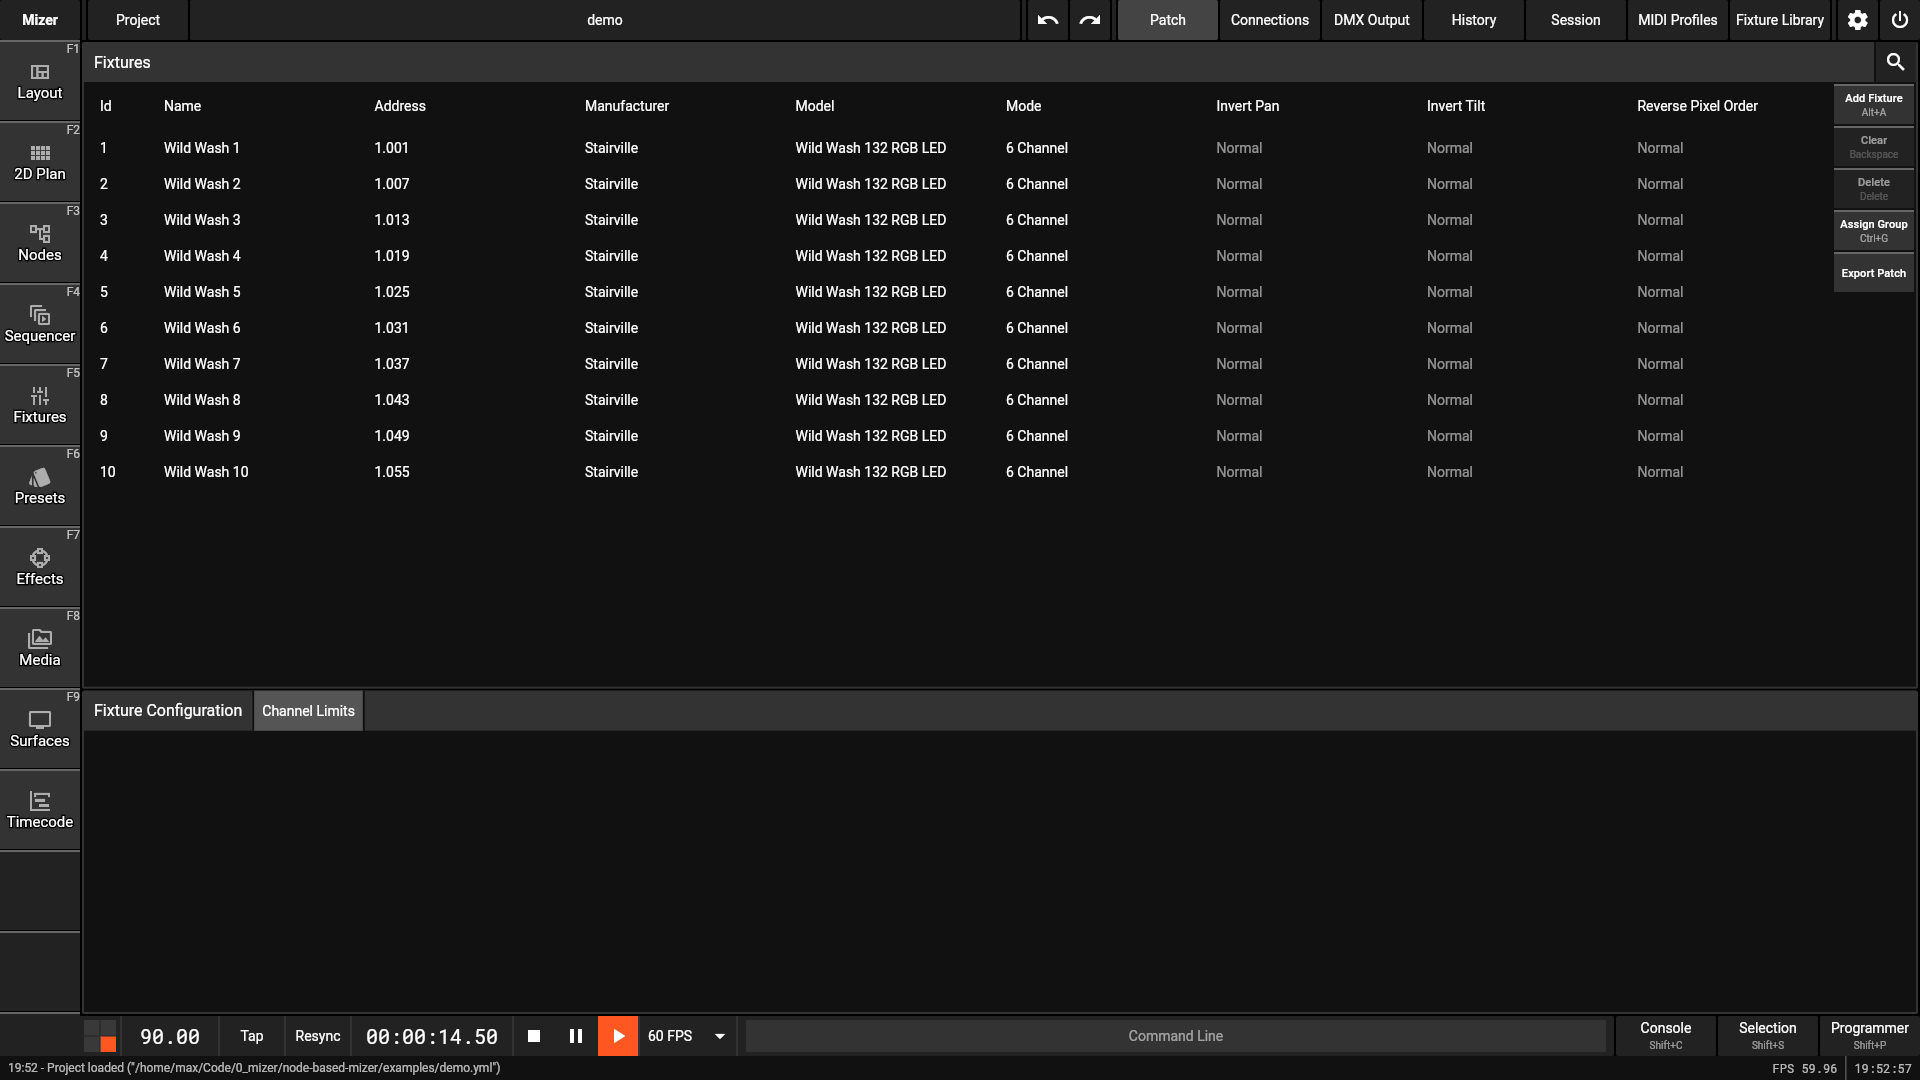 Mizer Project demo Patch Connections DMX Output History Session MIDI Profiles Fixture Library
F1
Layout
F2
2D Plan
F3
Nodes
F4
Sequencer
F5
Fixtures
F6
Presets
F7
Effects
F8
Media
F9
Surfaces
Timecode
Fixtures
Id Name Address Manufacturer Model Mode Invert Pan Invert Tilt Reverse Pixel Order
1 Wild Wash 1 1.001 Stairville Wild Wash 132 RGB LED 6 Channel Normal Normal Normal
2 Wild Wash 2 1.007 Stairville Wild Wash 132 RGB LED 6 Channel Normal Normal Normal
3 Wild Wash 3 1.013 Stairville Wild Wash 132 RGB LED 6 Channel Normal Normal Normal
4 Wild Wash 4 1.019 Stairville Wild Wash 132 RGB LED 6 Channel Normal Normal Normal
5 Wild Wash 5 1.025 Stairville Wild Wash 132 RGB LED 6 Channel Normal Normal Normal
6 Wild Wash 6 1.031 Stairville Wild Wash 132 RGB LED 6 Channel Normal Normal Normal
7 Wild Wash 7 1.037 Stairville Wild Wash 132 RGB LED 6 Channel Normal Normal Normal
8 Wild Wash 8 1.043 Stairville Wild Wash 132 RGB LED 6 Channel Normal Normal Normal
9 Wild Wash 9 1.049 Stairville Wild Wash 132 RGB LED 6 Channel Normal Normal Normal
10 Wild Wash 10 1.055 Stairville Wild Wash 132 RGB LED 6 Channel Normal Normal Normal
Add Fixture
Alt+A
Clear
Backspace
Delete
Delete
Assign Group
Ctrl+G
Export Patch
Fixture Configuration Channel Limits
90.00 Tap Resync 00:00:14.50 60 FPS Command Line
Console
Shift+C
Selection
Shift+S
Programmer
Shift+P
19:52 - Project loaded ("/home/max/Code/0_mizer/node-based-mizer/examples/demo.yml")
FPS 59.96 19:52:57